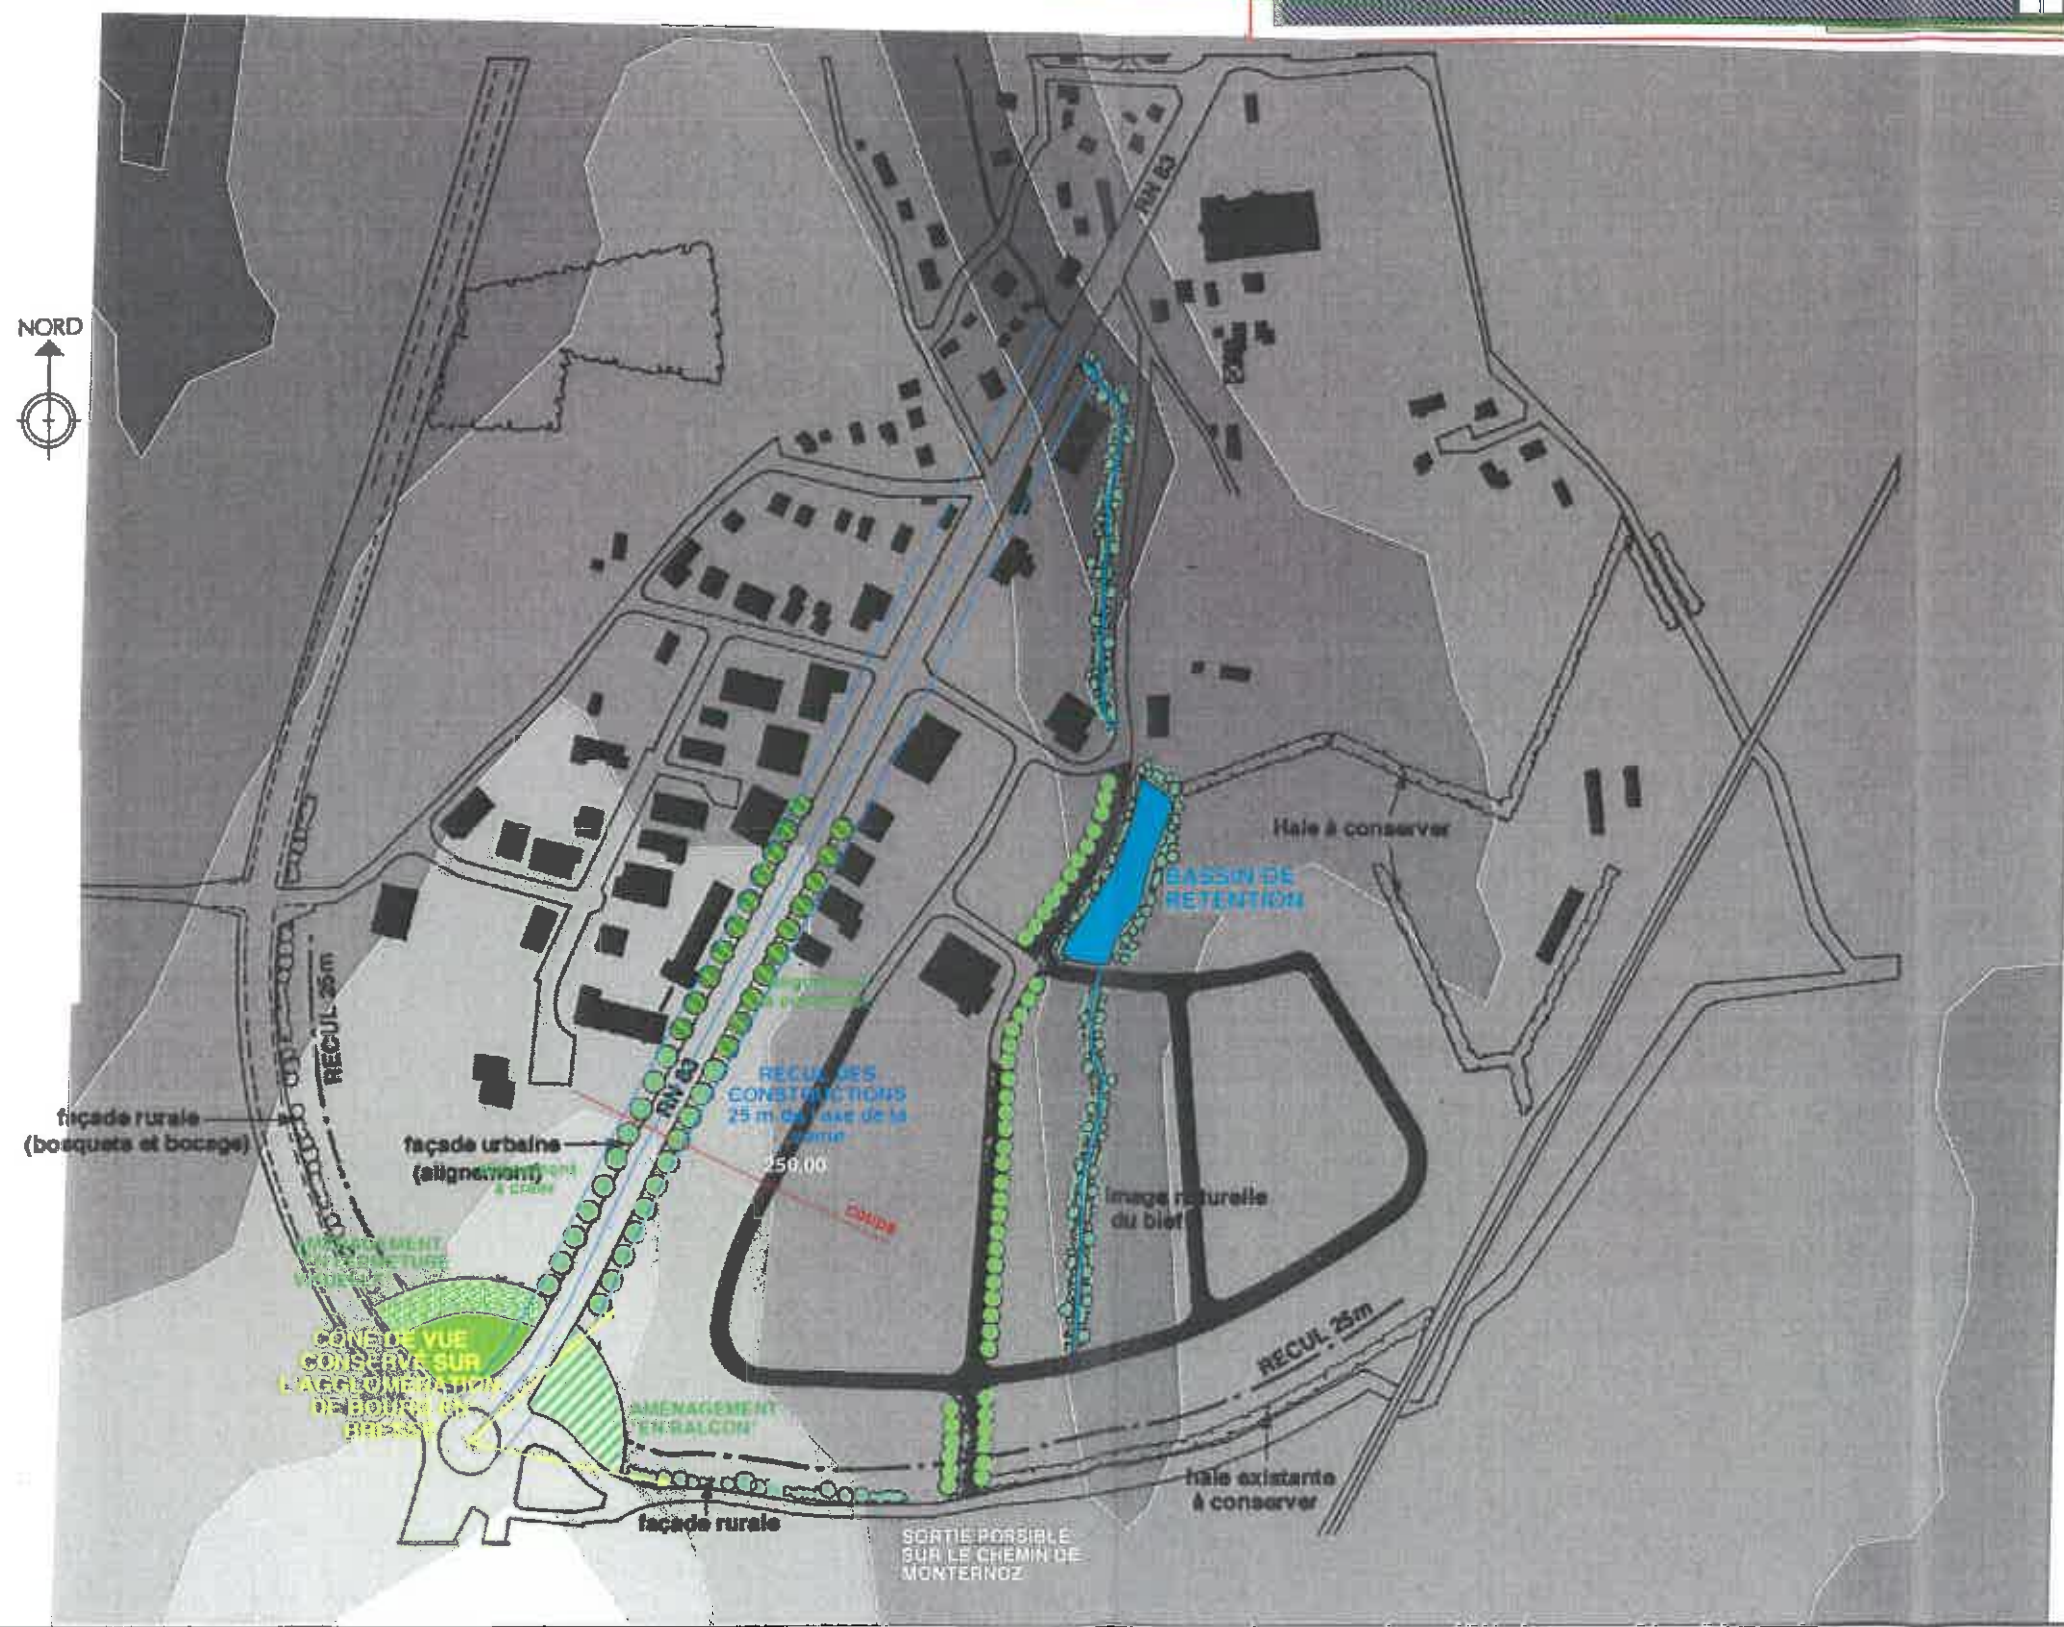 NORD
RN 83
Haie à conserver
BASSIN DE
RETENTION
RECUL 25m
RECUL DES
CONSTRUCTIONS
25 m de l'axe de la
RN 83
façade rurale
(bosquets et bocage)
façade urbaine
(alignement)
à créer
250.00
coupe
image naturelle
du bief
AMENAGEMENT
CONE DE VUE
CONSERVE SUR
L'AGGLOMERATION
DE BOURG EN
BRESSE
AMENAGEMENT
EN BALCON
RECUL 25m
haie existante
à conserver
façade rurale
SORTIE POSSIBLE
SUR LE CHEMIN DE
MONTERNOZ